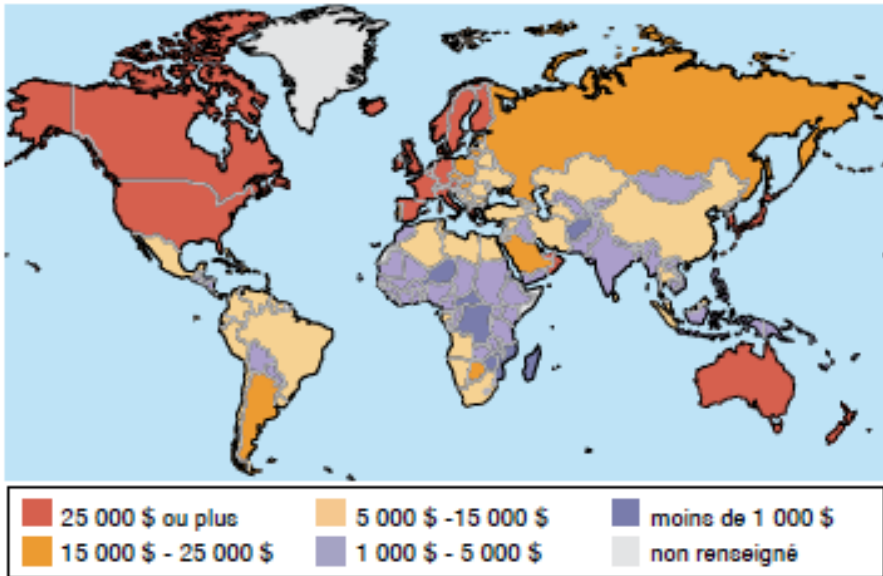 25 000 $ ou plus
5 000 $ -15 000 $
moins de 1 000 $
15 000 $ - 25 000 $
1 000 $ - 5 000 $
non renseigné